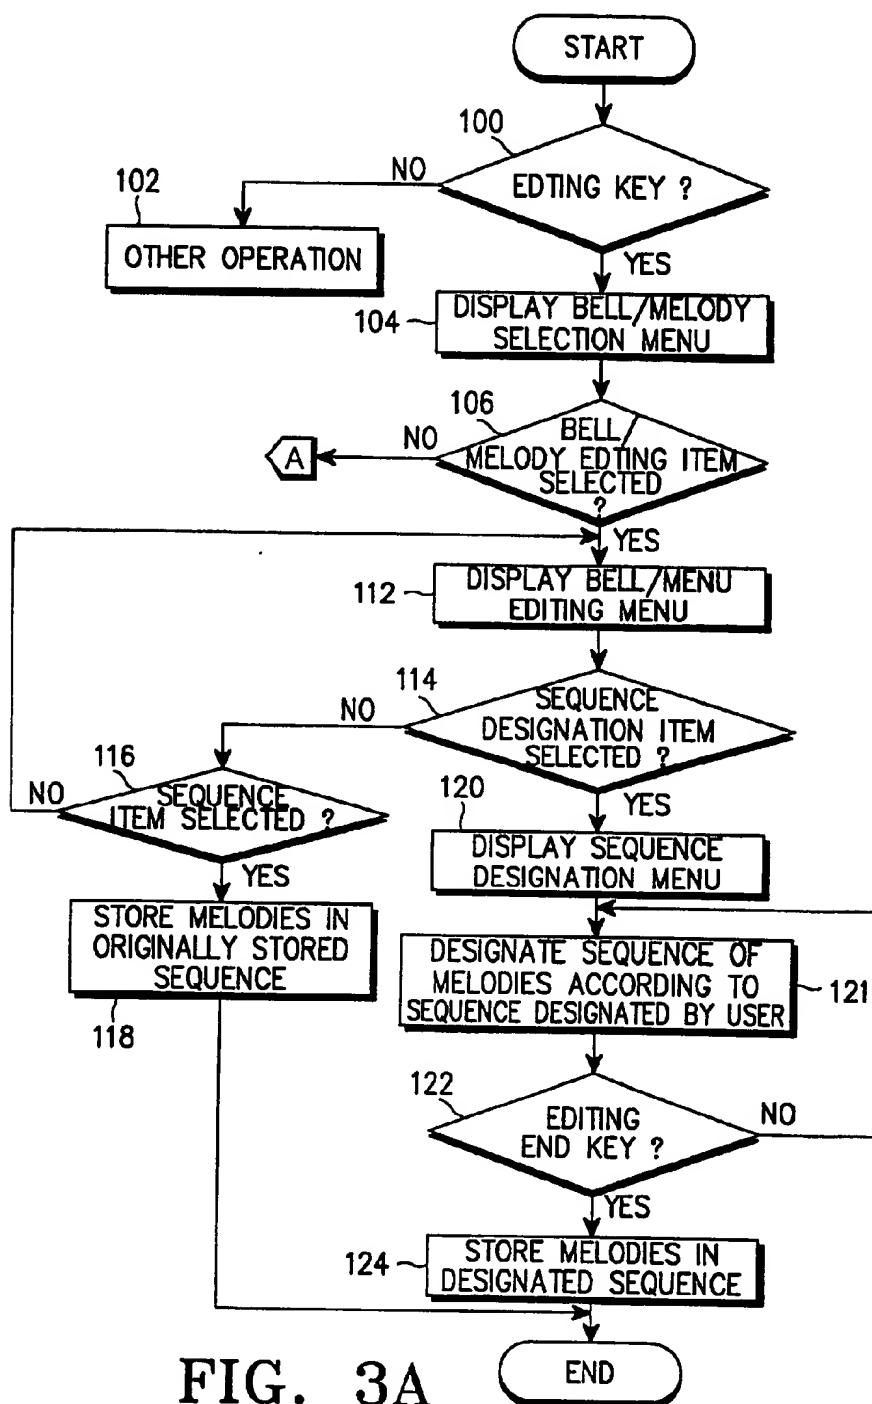 START
100
EDTING KEY ?
NO
102
OTHER OPERATION
YES
104
DISPLAY BELL/MELODY
SELECTION MENU
106
BELL/
MELODY EDTING ITEM
SELECTED
?
NO
A
YES
112
DISPLAY BELL/MENU
EDITING MENU
114
SEQUENCE
DESIGNATION ITEM
SELECTED ?
NO
116
SEQUENCE
ITEM SELECTED ?
NO
YES
STORE MELODIES IN
ORIGINALLY STORED
SEQUENCE
118
YES
120
DISPLAY SEQUENCE
DESIGNATION MENU
DESIGNATE SEQUENCE OF
MELODIES ACCORDING TO
SEQUENCE DESIGNATED BY USER
121
122
EDITING
END KEY ?
NO
YES
124
STORE MELODIES IN
DESIGNATED SEQUENCE
END
FIG. 3A